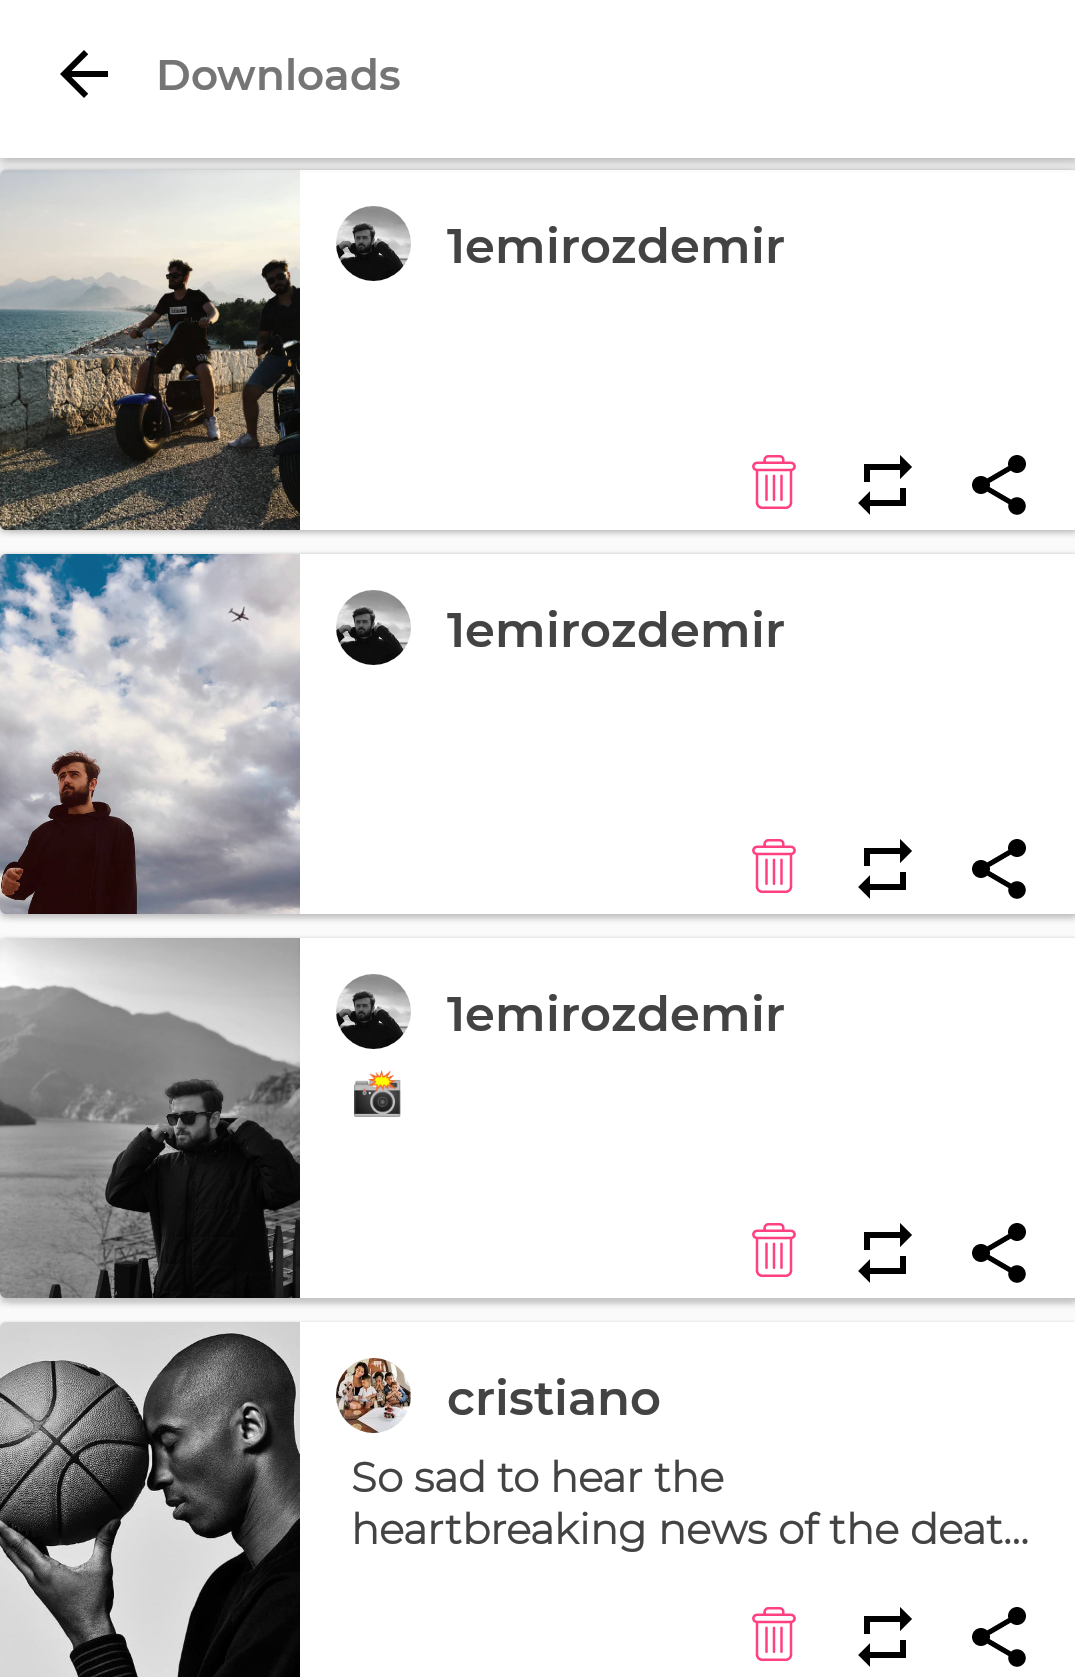 Downloads
1emirozdemir
1emirozdemir
1emirozdemir
📸
cristiano
So sad to hear the
heartbreaking news of the deat...